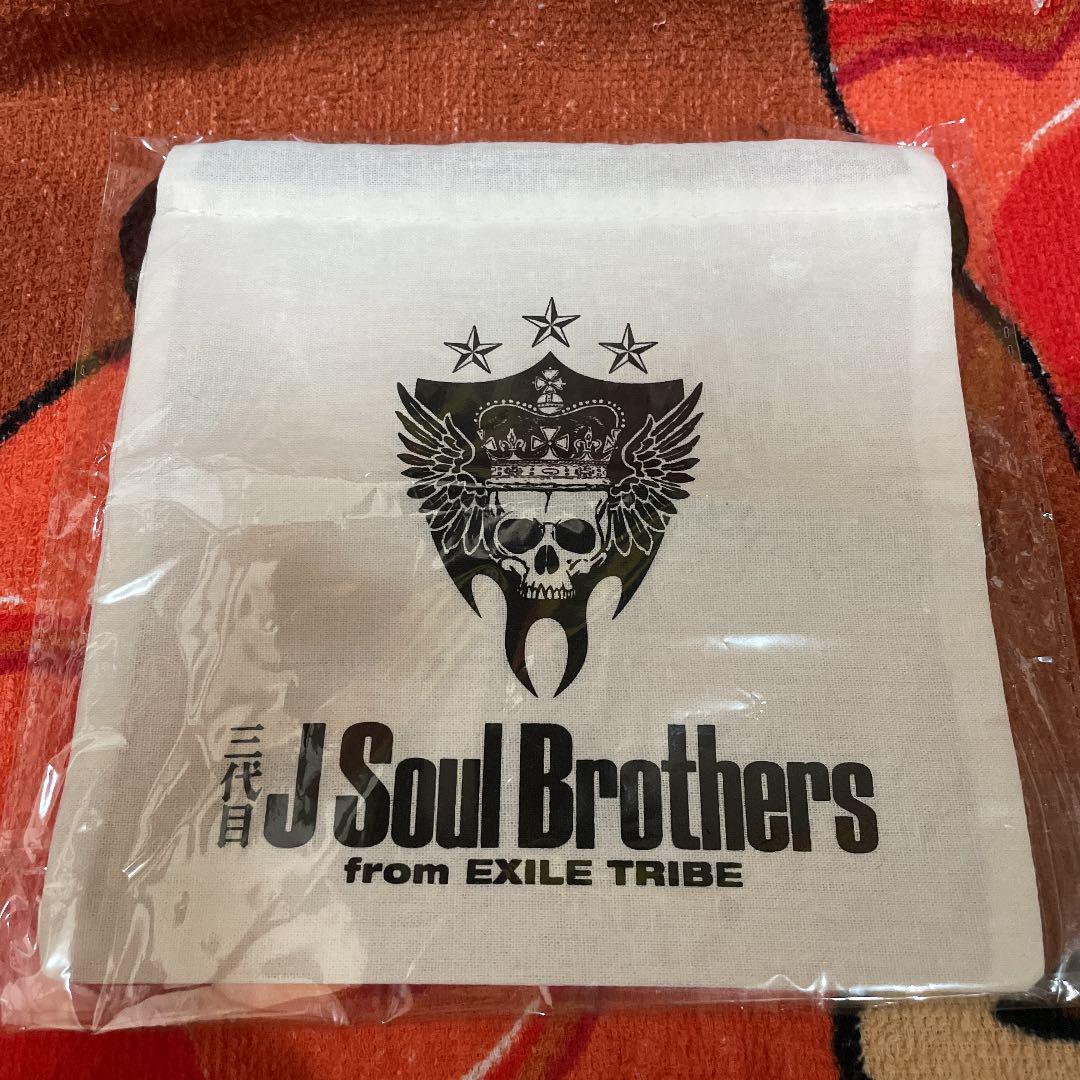 三代目 J Soul Brothers
from EXILE TRIBE